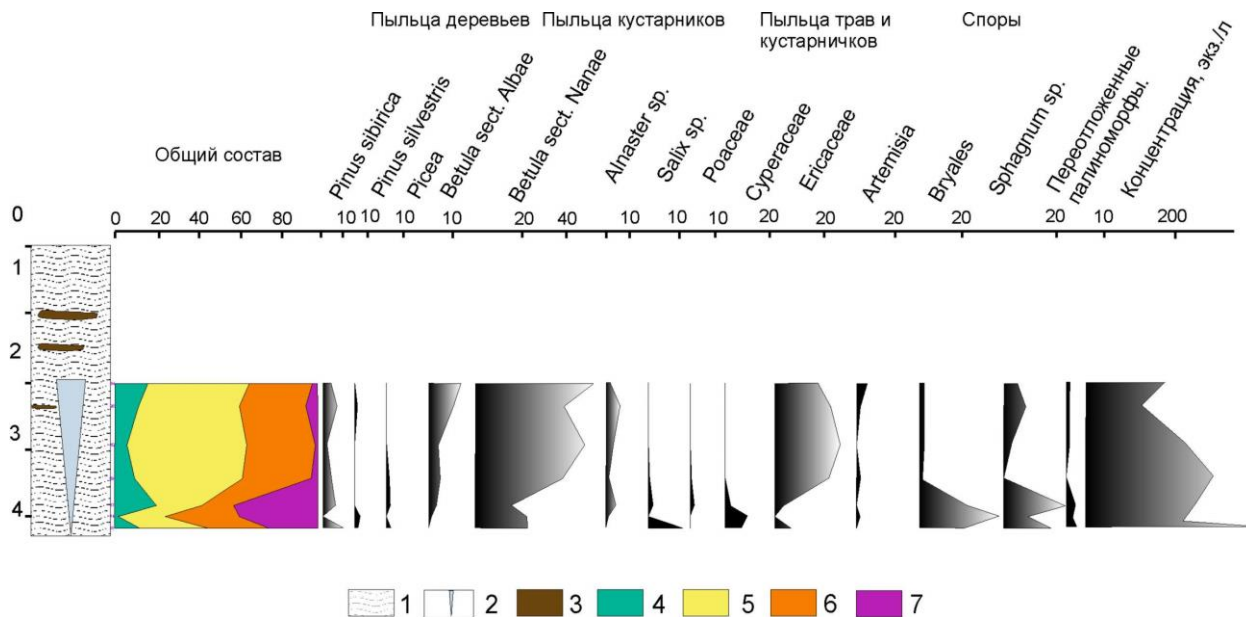 Пыльца деревьев Пыльца кустарников Пыльца трав и кустарничков Споры
Общий состав
Pinus sibirica
Pinus silvestris
Picea
Betula sect. Albae
Betula sect. Nanae
Alnaster sp.
Salix sp.
Poaceae
Cyperaceae
Ericaceae
Artemisia
Bryales
Sphagnum sp.
Переотложенные
палиноморфы.
Концентрация, экз./л
0 20 40 60 80 10 10 10 10 20 40 10 10 10 20 20 20 20 20 10 200
0
1
2
3
4
1 2 3 4 5 6 7